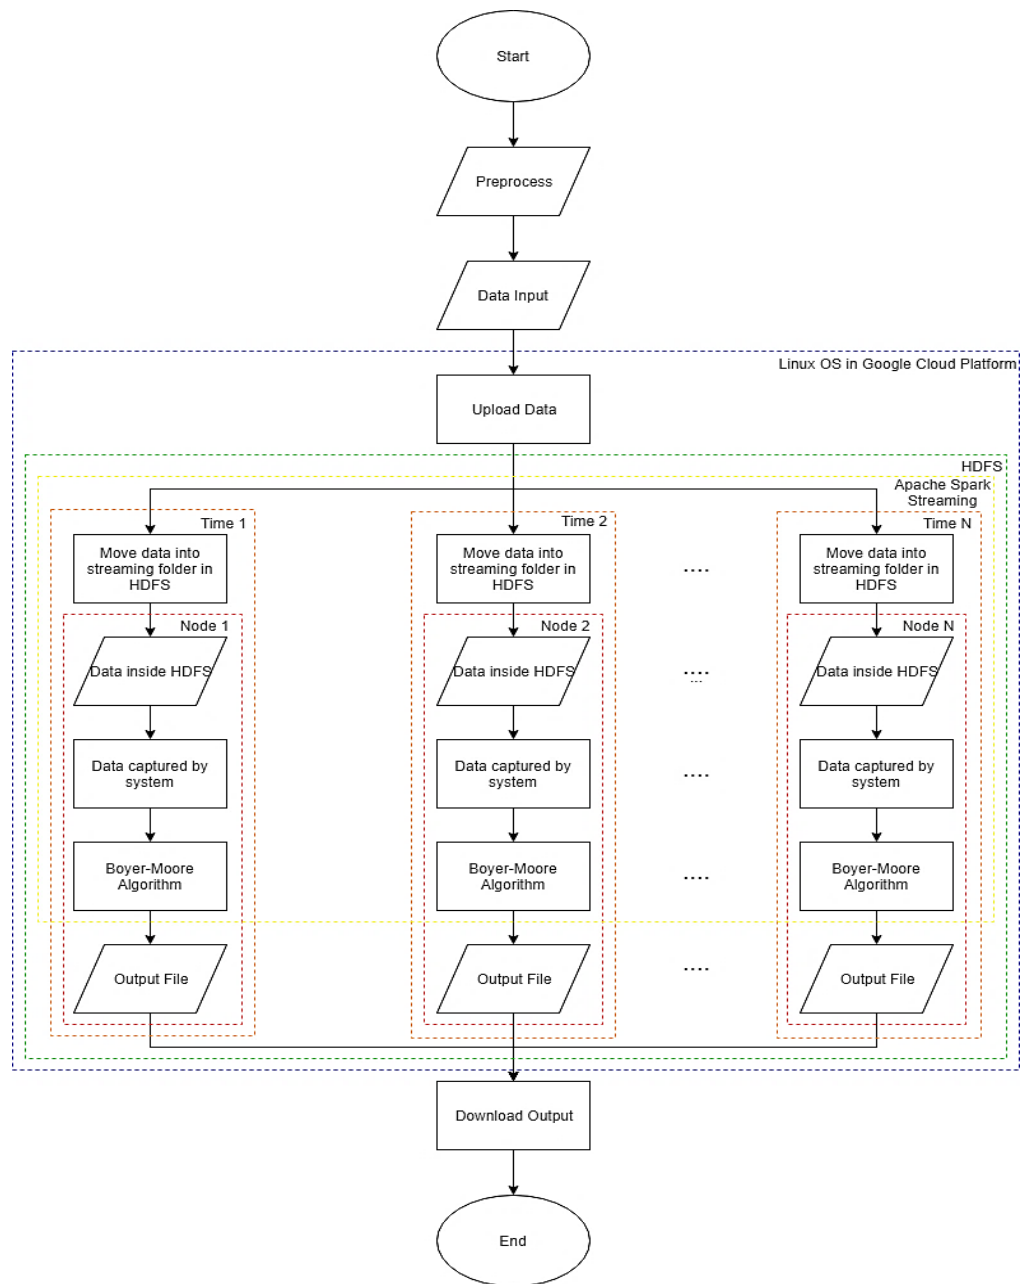 Start
Preprocess
Data Input
Linux OS in Google Cloud Platform
Upload Data
HDFS
Apache Spark
Streaming
Time 1
Time 2
Time N
Move data into
streaming folder in
HDFS
Move data into
streaming folder in
HDFS
....
Move data into
streaming folder in
HDFS
Node 1
Node 2
Node N
Data inside HDFS
Data inside HDFS
....
...
Data inside HDFS
Data captured by
system
Data captured by
system
....
Data captured by
system
Boyer-Moore
Algorithm
Boyer-Moore
Algorithm
....
Boyer-Moore
Algorithm
Output File
Output File
....
Output File
Download Output
End